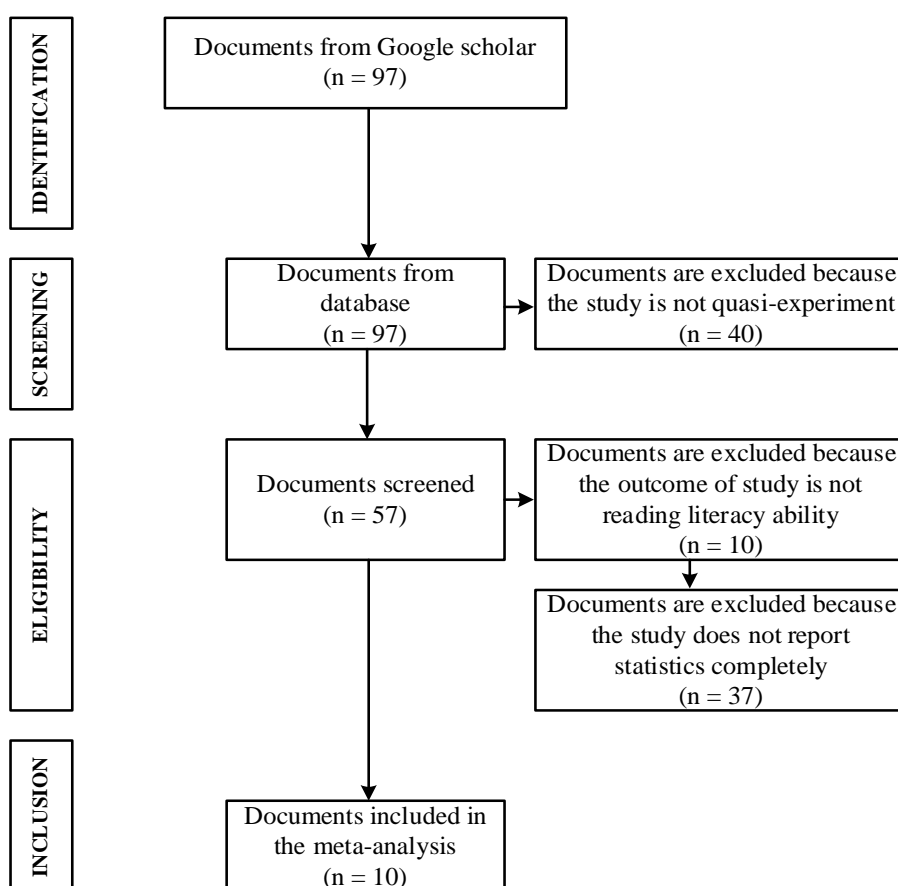 IDENTIFICATION
Documents from Google scholar
(n = 97)
SCREENING
Documents from
database
(n = 97)
Documents are excluded because
the study is not quasi-experiment
(n = 40)
ELIGIBILITY
Documents screened
(n = 57)
Documents are excluded because
the outcome of study is not
reading literacy ability
(n = 10)
Documents are excluded because
the study does not report
statistics completely
(n = 37)
INCLUSION
Documents included in
the meta-analysis
(n = 10)